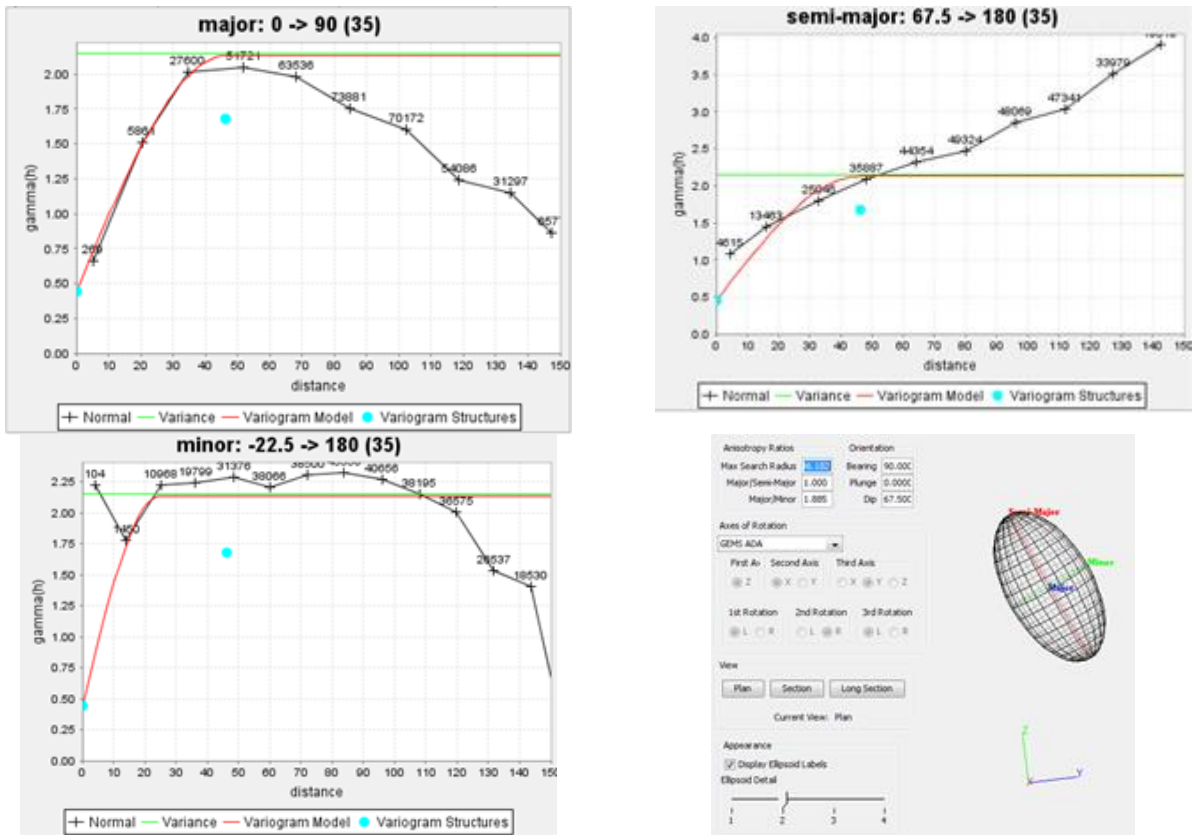 major: 0 -> 90 (35)
gamma(h)
2.00
1.75
1.50
1.25
1.00
0.75
0.50
0.25
0.00
269
5861
27600
51721
63536
73881
70172
54086
31297
657
0 10 20 30 40 50 60 70 80 90 100 110 120 130 140 150
distance
Normal Variance Variogram Model Variogram Structures
semi-major: 67.5 -> 180 (35)
gamma(h)
4.0
3.5
3.0
2.5
2.0
1.5
1.0
0.5
0.0
4615
13463
35887
44354
49324
48069
47341
33979
0 10 20 30 40 50 60 70 80 90 100 110 120 130 140 150
distance
Normal Variance Variogram Model Variogram Structures
minor: -22.5 -> 180 (35)
gamma(h)
2.25
2.00
1.75
1.50
1.25
1.00
0.75
0.50
0.25
0.00
104
1450
10968
19799
31376
38066
40656
38195
36575
26537
18530
0 10 20 30 40 50 60 70 80 90 100 110 120 130 140 150
distance
Normal Variance Variogram Model Variogram Structures
Anisotropy Ratios Orientation
Max Search Radius Bearing 90.000
Major/Semi-Major 1.000 Plunge 0.0000
Major/Minor 1.885 Dip 67.500
Axes of Rotation
GEMS ADA
First Second Axis Third Axis
Z X Y X Y Z
1st Rotation 2nd Rotation 3rd Rotation
L R L R L R
View
Plan Section Long Section
Current View: Plan
Appearance
Display Ellipsoid Labels
Ellipsoid Detail
1 2 3 4
Semi-Major
Minor
Major
Z
Y
X